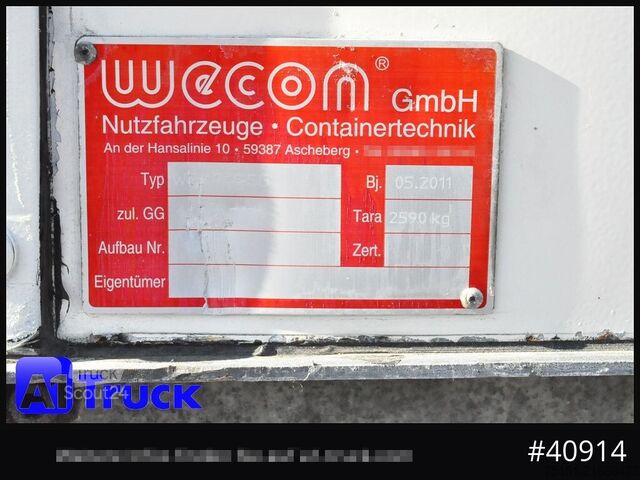 wecon® GmbH
Nutzfahrzeuge · Containertechnik
An der Hansalinie 10 · 59387 Ascheberg ·
Typ
Bj. 05.2011
zul. GG
Tara 2590 kg
Aufbau Nr.
Zert.
Eigentümer
A1 TRUCK
Truck
Scout24
#40914